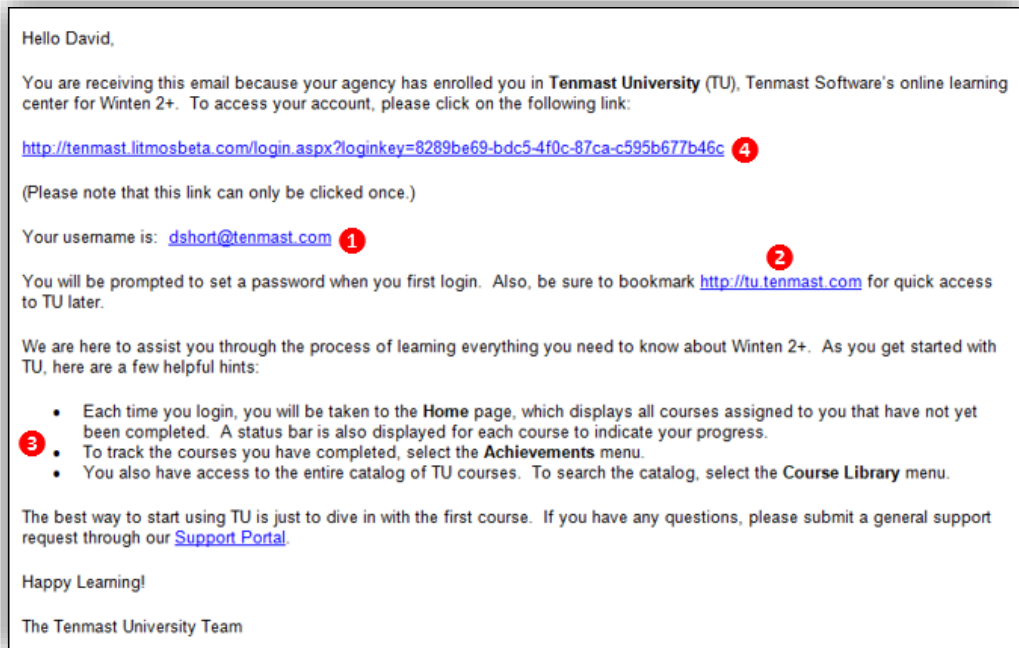 Hello David,
You are receiving this email because your agency has enrolled you in Tenmast University (TU), Tenmast Software's online learning
center for Winten 2+. To access your account, please click on the following link:
http://tenmast.litmosbeta.com/login.aspx?loginkey=8289be69-bdc5-4f0c-87ca-c595b677b46c 4
(Please note that this link can only be clicked once.)
Your username is: dshort@tenmast.com 1
2
You will be prompted to set a password when you first login. Also, be sure to bookmark http://tu.tenmast.com for quick access
to TU later.
We are here to assist you through the process of learning everything you need to know about Winten 2+. As you get started with
TU, here are a few helpful hints:
• Each time you login, you will be taken to the Home page, which displays all courses assigned to you that have not yet
been completed. A status bar is also displayed for each course to indicate your progress.
3 • To track the courses you have completed, select the Achievements menu.
• You also have access to the entire catalog of TU courses. To search the catalog, select the Course Library menu.
The best way to start using TU is just to dive in with the first course. If you have any questions, please submit a general support
request through our Support Portal.
Happy Learning!
The Tenmast University Team